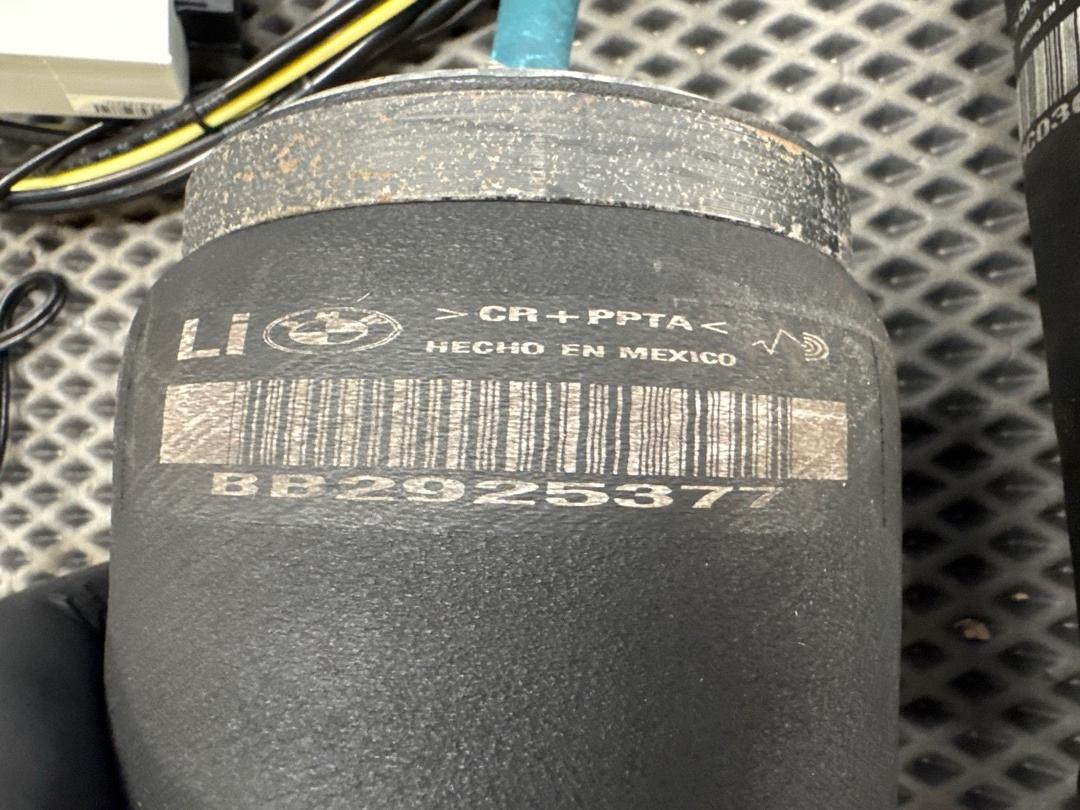 LI
>CR+PPTA<
HECHO EN MEXICO
BB2925377